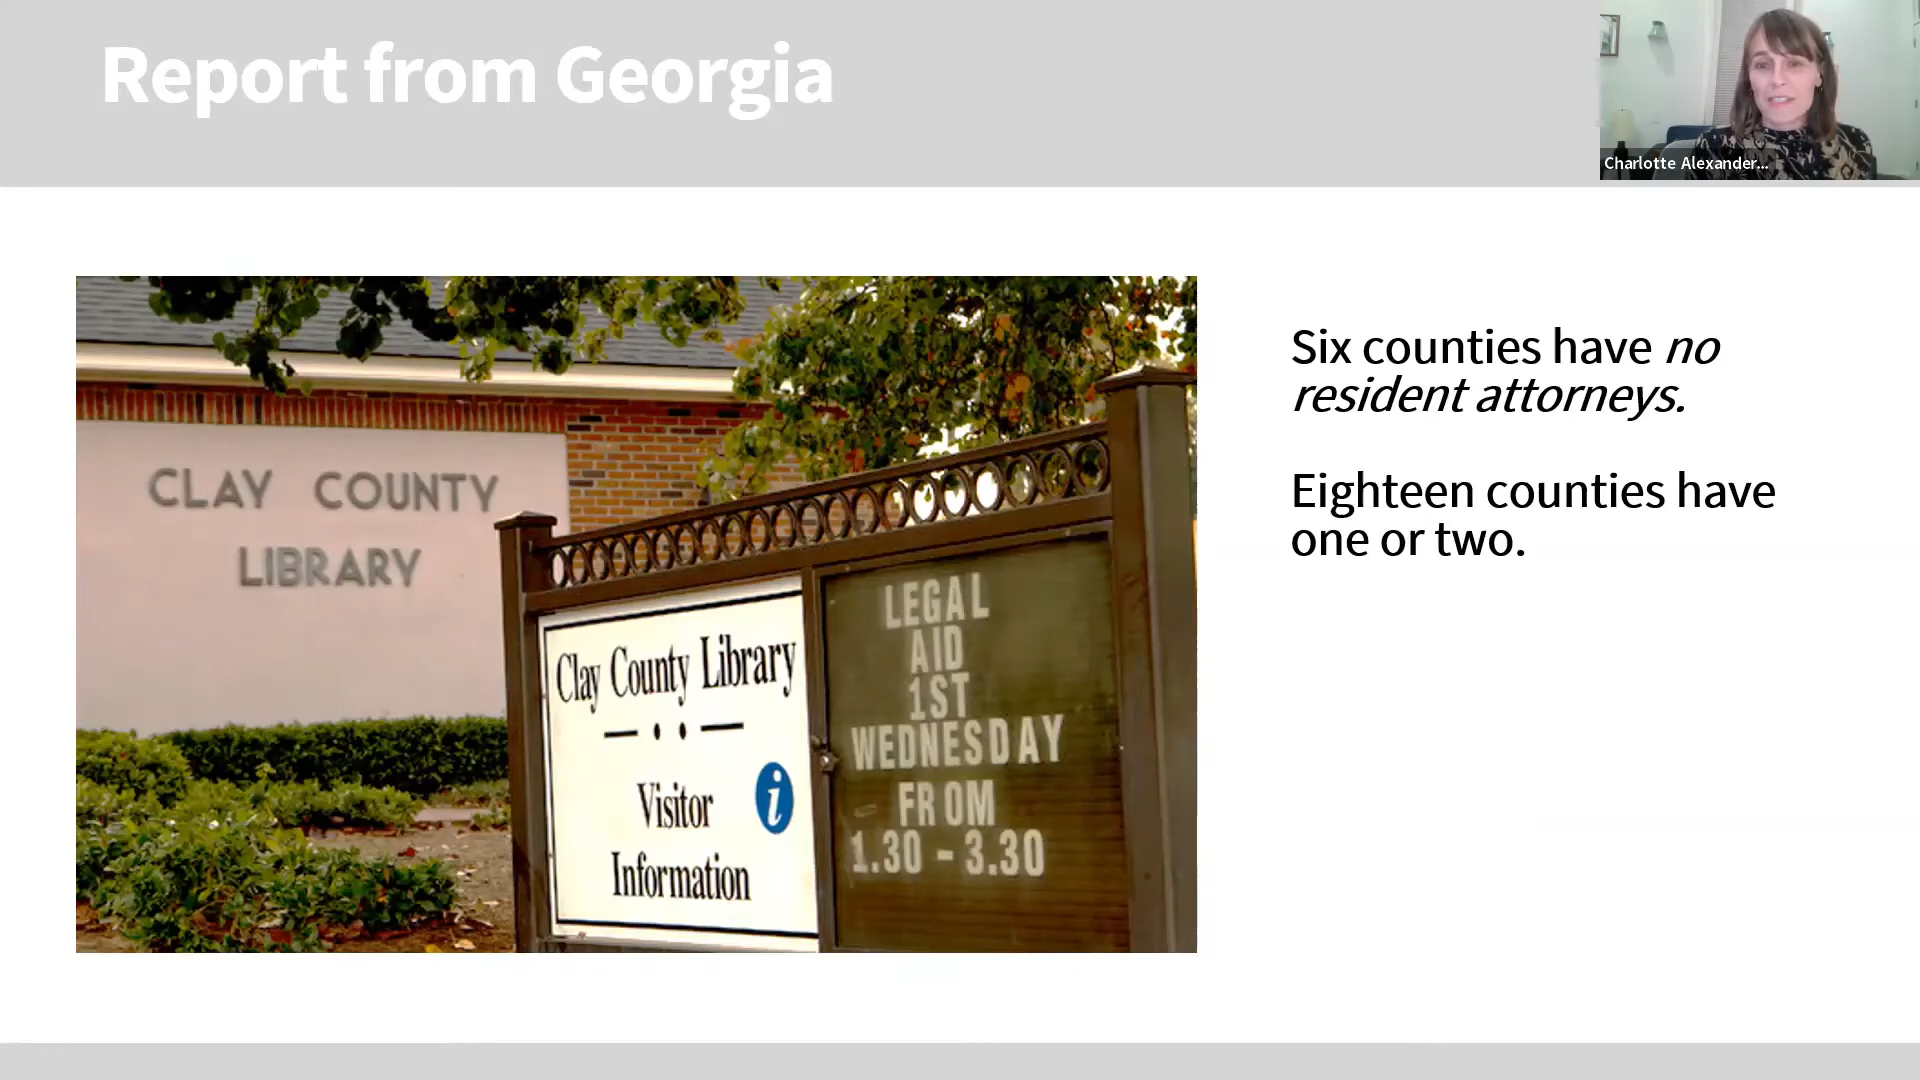 Report from Georgia
Charlotte Alexander...
CLAY COUNTY
LIBRARY
Clay County Library
Visitor
i
Information
LEGAL
AID
1ST
WEDNESDAY
FROM
1.30 - 3.30
Six counties have no
resident attorneys.
Eighteen counties have
one or two.